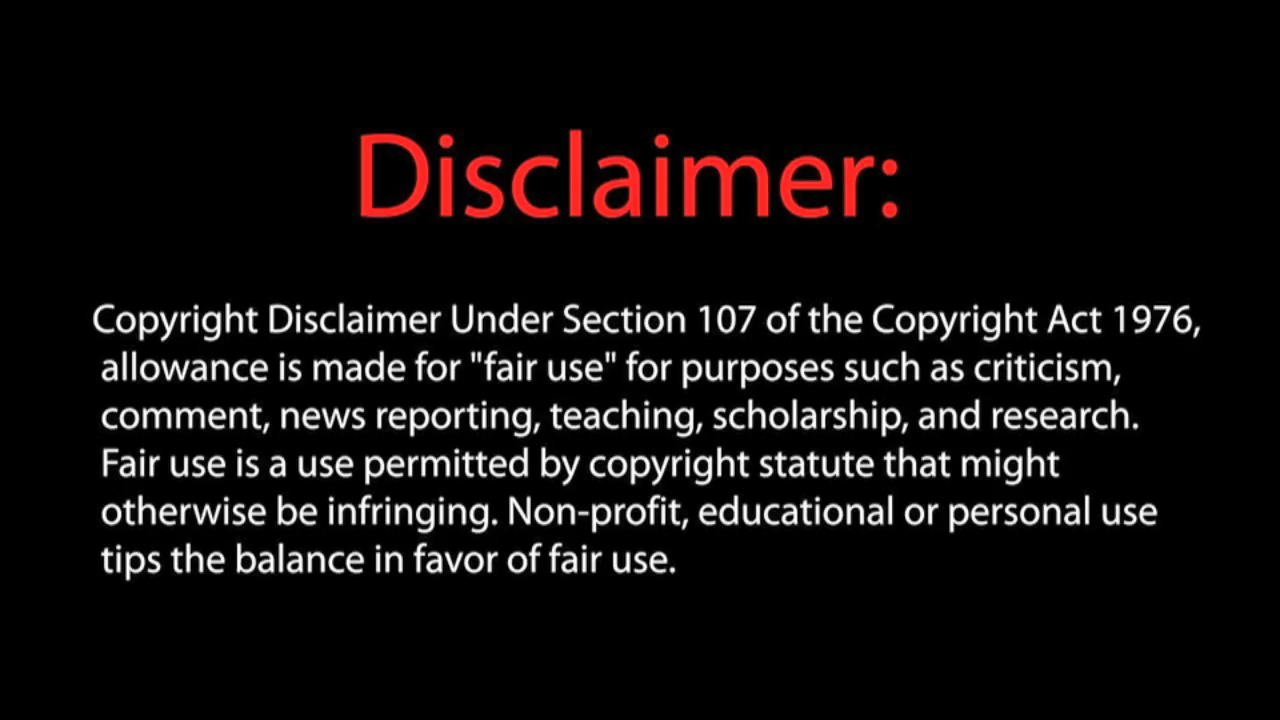 Disclaimer:
Copyright Disclaimer Under Section 107 of the Copyright Act 1976,
allowance is made for "fair use" for purposes such as criticism,
comment, news reporting, teaching, scholarship, and research.
Fair use is a use permitted by copyright statute that might
otherwise be infringing. Non-profit, educational or personal use
tips the balance in favor of fair use.